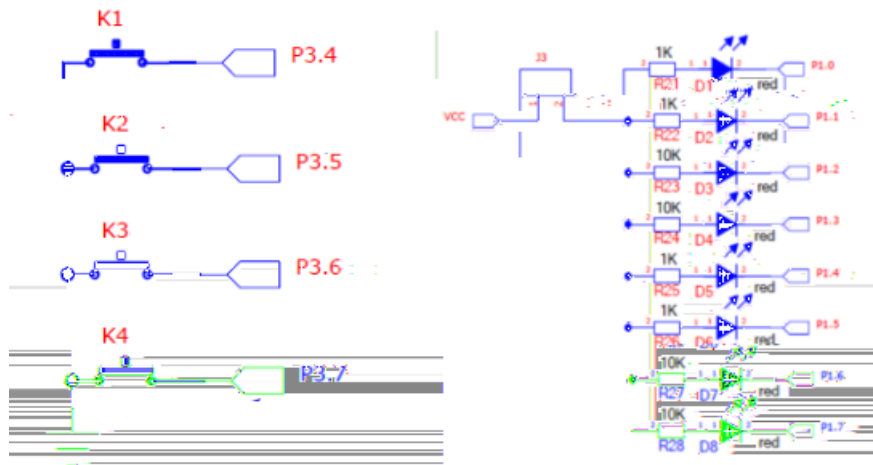 K1
P3.4
K2
P3.5
K3
P3.6
K4
P3.7
J3
VCC
1K
R21 D1 red P1.0
1K
R22 D2 red P1.1
10K
R23 D3 red P1.2
10K
R24 D4 red P1.3
1K
R25 D5 red P1.4
1K
R26 D6 red P1.5
10K
R27 D7 red P1.6
10K
R28 D8 red P1.7